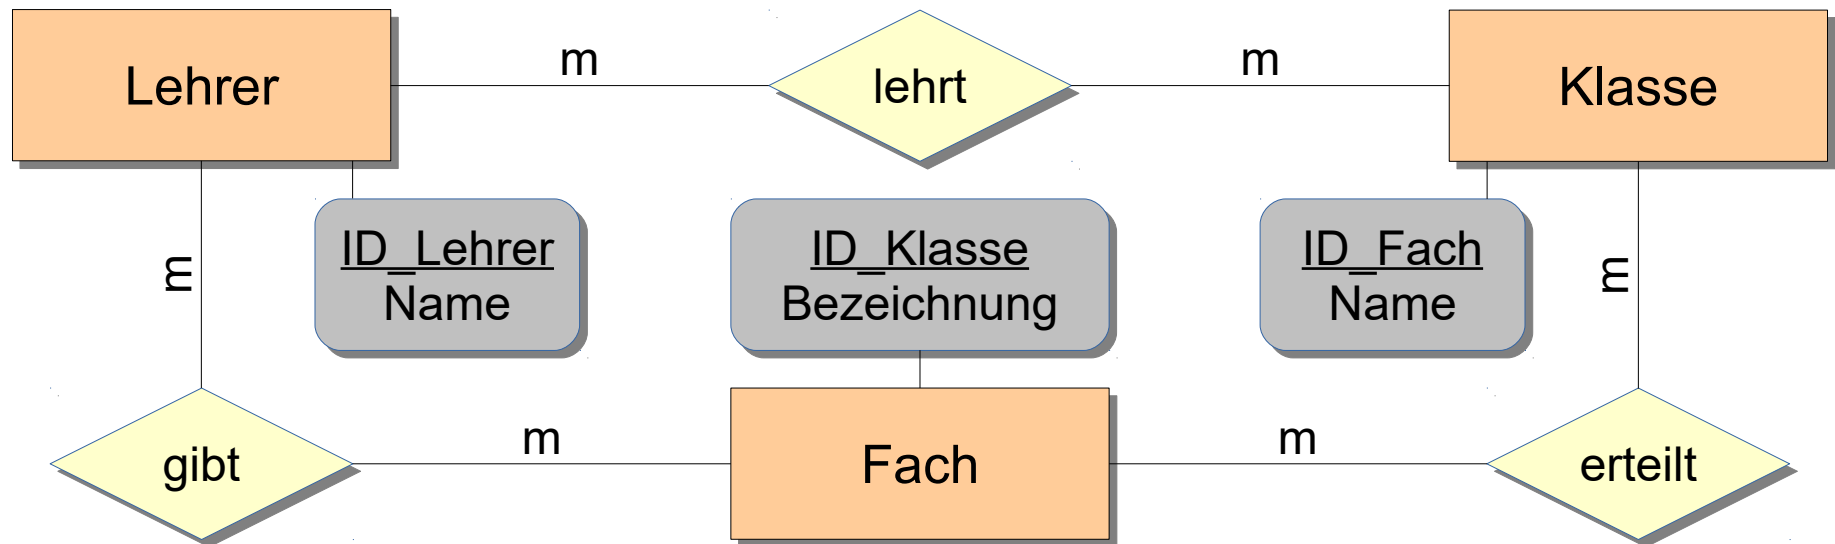 Lehrer
m
lehrt
m
Klasse
m
ID_Lehrer
Name
ID_Klasse
Bezeichnung
ID_Fach
Name
m
gibt
m
Fach
m
erteilt